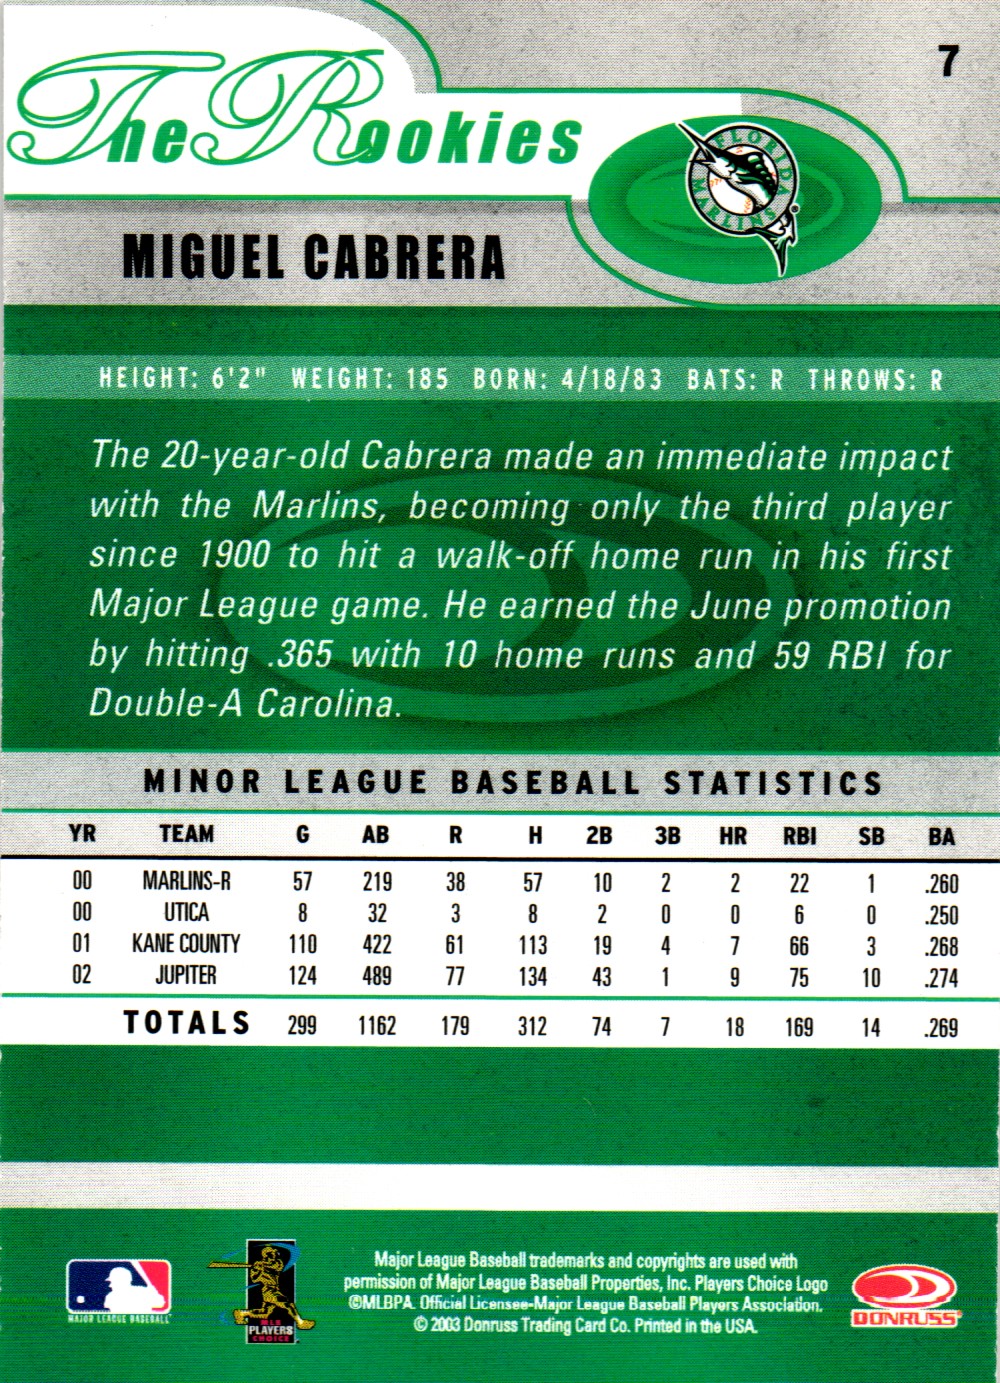 7
The Rookies
FLORIDA
MARLINS
MIGUEL CABRERA
HEIGHT: 6'2" WEIGHT: 185 BORN: 4/18/83 BATS: R THROWS: R
The 20-year-old Cabrera made an immediate impact
with the Marlins, becoming only the third player
since 1900 to hit a walk-off home run in his first
Major League game. He earned the June promotion
by hitting .365 with 10 home runs and 59 RBI for
Double-A Carolina.
MINOR LEAGUE BASEBALL STATISTICS
YR TEAM G AB R H 2B 3B HR RBI SB BA
00 MARLINS-R 57 219 38 57 10 2 2 22 1 .260
00 UTICA 8 32 3 8 2 0 0 6 0 .250
01 KANE COUNTY 110 422 61 113 19 4 7 66 3 .268
02 JUPITER 124 489 77 134 43 1 9 75 10 .274
TOTALS 299 1162 179 312 74 7 18 169 14 .269
Major League Baseball trademarks and copyrights are used with
permission of Major League Baseball Properties, Inc. Players Choice Logo
©MLBPA. Official Licensee-Major League Baseball Players Association.
© 2003 Donruss Trading Card Co. Printed in the USA.
MAJOR LEAGUE BASEBALL
MLB
PLAYERS
CHOICE
DONRUSS